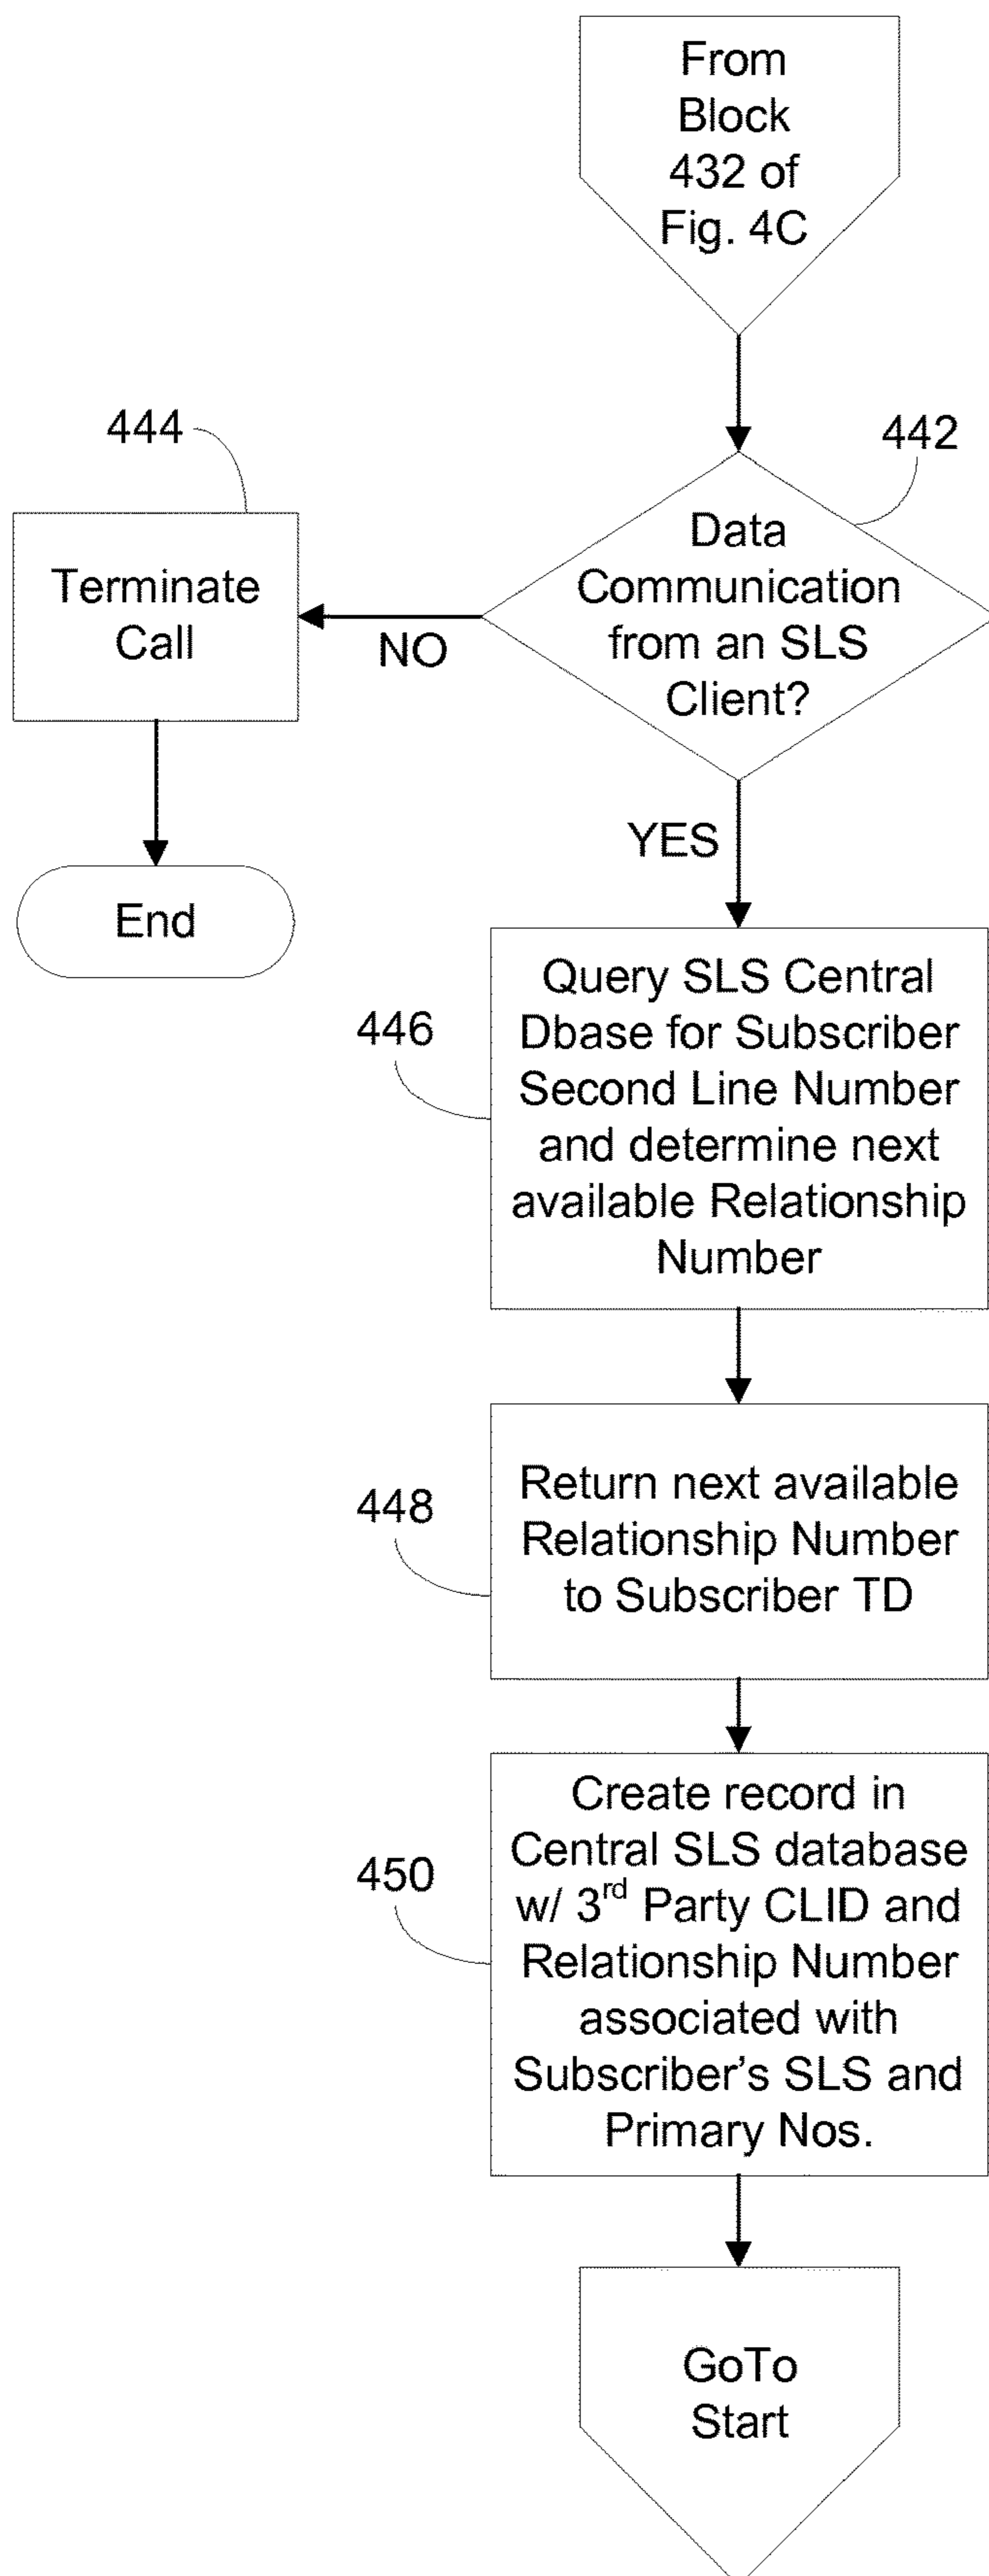 From
Block
432 of
Fig. 4C
444
442
Data
Communication
from an SLS
Client?
Terminate
Call
NO
YES
End
446
Query SLS Central
Dbase for Subscriber
Second Line Number
and determine next
available Relationship
Number
448
Return next available
Relationship Number
to Subscriber TD
450
Create record in
Central SLS database
w/ 3rd Party CLID and
Relationship Number
associated with
Subscriber's SLS and
Primary Nos.
GoTo
Start